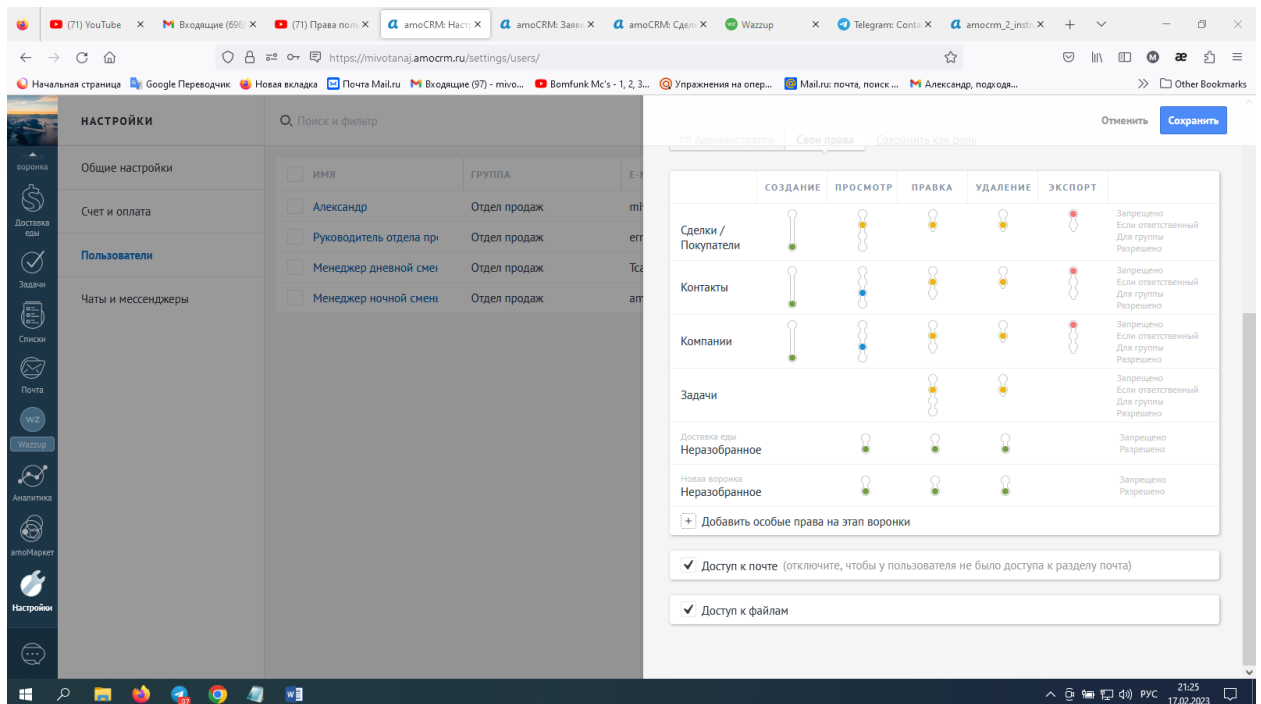 (71) YouTube
Входящие (696)
(71) Права поль
amoCRM: Наст
amoCRM: Заяв
amoCRM: Сдел
Wazzup
Telegram: Conta
amocrm_2_instr
https://mivotanaj.amocrm.ru/settings/users/
Начальная страница
Google Переводчик
Новая вкладка
Почта Mail.ru
Входящие (97) - mivo...
Bomfunk Mc's - 1, 2, 3...
Упражнения на опер...
Mail.ru: почта, поиск ...
Александр, подходя...
Other Bookmarks
НАСТРОЙКИ
Поиск и фильтр
Отменить
Сохранить
Администратор
Свои права
Сохранить как роль
воронка
Доставка
еды
Задачи
Списки
Почта
WZ
Wazzup
Аналитика
amoМаркет
Настройки
Общие настройки
Счет и оплата
Пользователи
Чаты и мессенджеры
ИМЯ ГРУППА E-M
Александр Отдел продаж mi
Руководитель отдела про Отдел продаж err
Менеджер дневной смен Отдел продаж Tca
Менеджер ночной смены Отдел продаж am
СОЗДАНИЕ ПРОСМОТР ПРАВКА УДАЛЕНИЕ ЭКСПОРТ
Сделки /
Покупатели
Запрещено
Если ответственный
Для группы
Разрешено
Контакты
Запрещено
Если ответственный
Для группы
Разрешено
Компании
Запрещено
Если ответственный
Для группы
Разрешено
Задачи
Запрещено
Если ответственный
Для группы
Разрешено
Доставка еды
Неразобранное
Запрещено
Разрешено
Новая воронка
Неразобранное
Запрещено
Разрешено
+ Добавить особые права на этап воронки
Доступ к почте (отключите, чтобы у пользователя не было доступа к разделу почта)
Доступ к файлам
РУС
21:25
17.02.2023